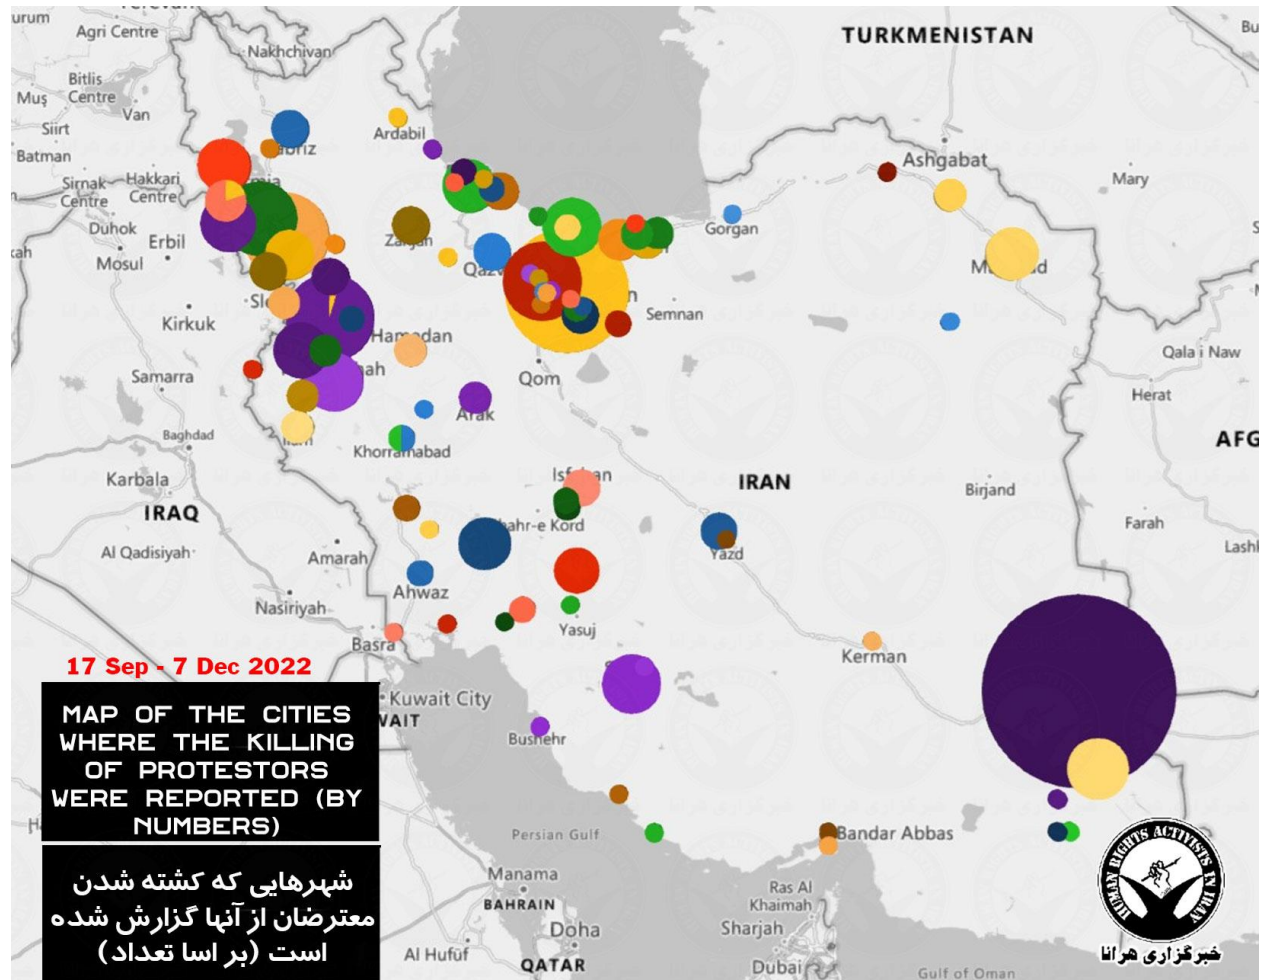 TURKMENISTAN
Agri Centre
Nakhchivan
Bitlis
Centre
Muş
Van
Siirt
Batman
Ardabil
Ashgabat
Mary
Sirnak
Centre
Hakkari
Centre
Duhok
Erbil
Mosul
Gorgan
Kirkuk
Semnan
Samarra
Qom
Qala i Naw
Herat
Baghdad
Arak
Khorramabad
Karbala
IRAQ
IRAN
Birjand
Farah
Al Qadisiyah
Amarah
Ahwaz
Yazd
Nasiriyah
Basra
Yasuj
Kerman
17 Sep - 7 Dec 2022
MAP OF THE CITIES
WHERE THE KILLING
OF PROTESTORS
WERE REPORTED (BY
NUMBERS)
Kuwait City
Bushehr
Persian Gulf
Bandar Abbas
شهرهایی که کشته شدن
معترضان از آنها گزارش شده
است (بر اسا تعداد)
Manama
BAHRAIN
Ras Al
Khaimah
Sharjah
Doha
Al Hufūf
QATAR
Dubai
Gulf of Oman
HUMAN RIGHTS ACTIVISTS IN IRAN
خبرگزاری هرانا